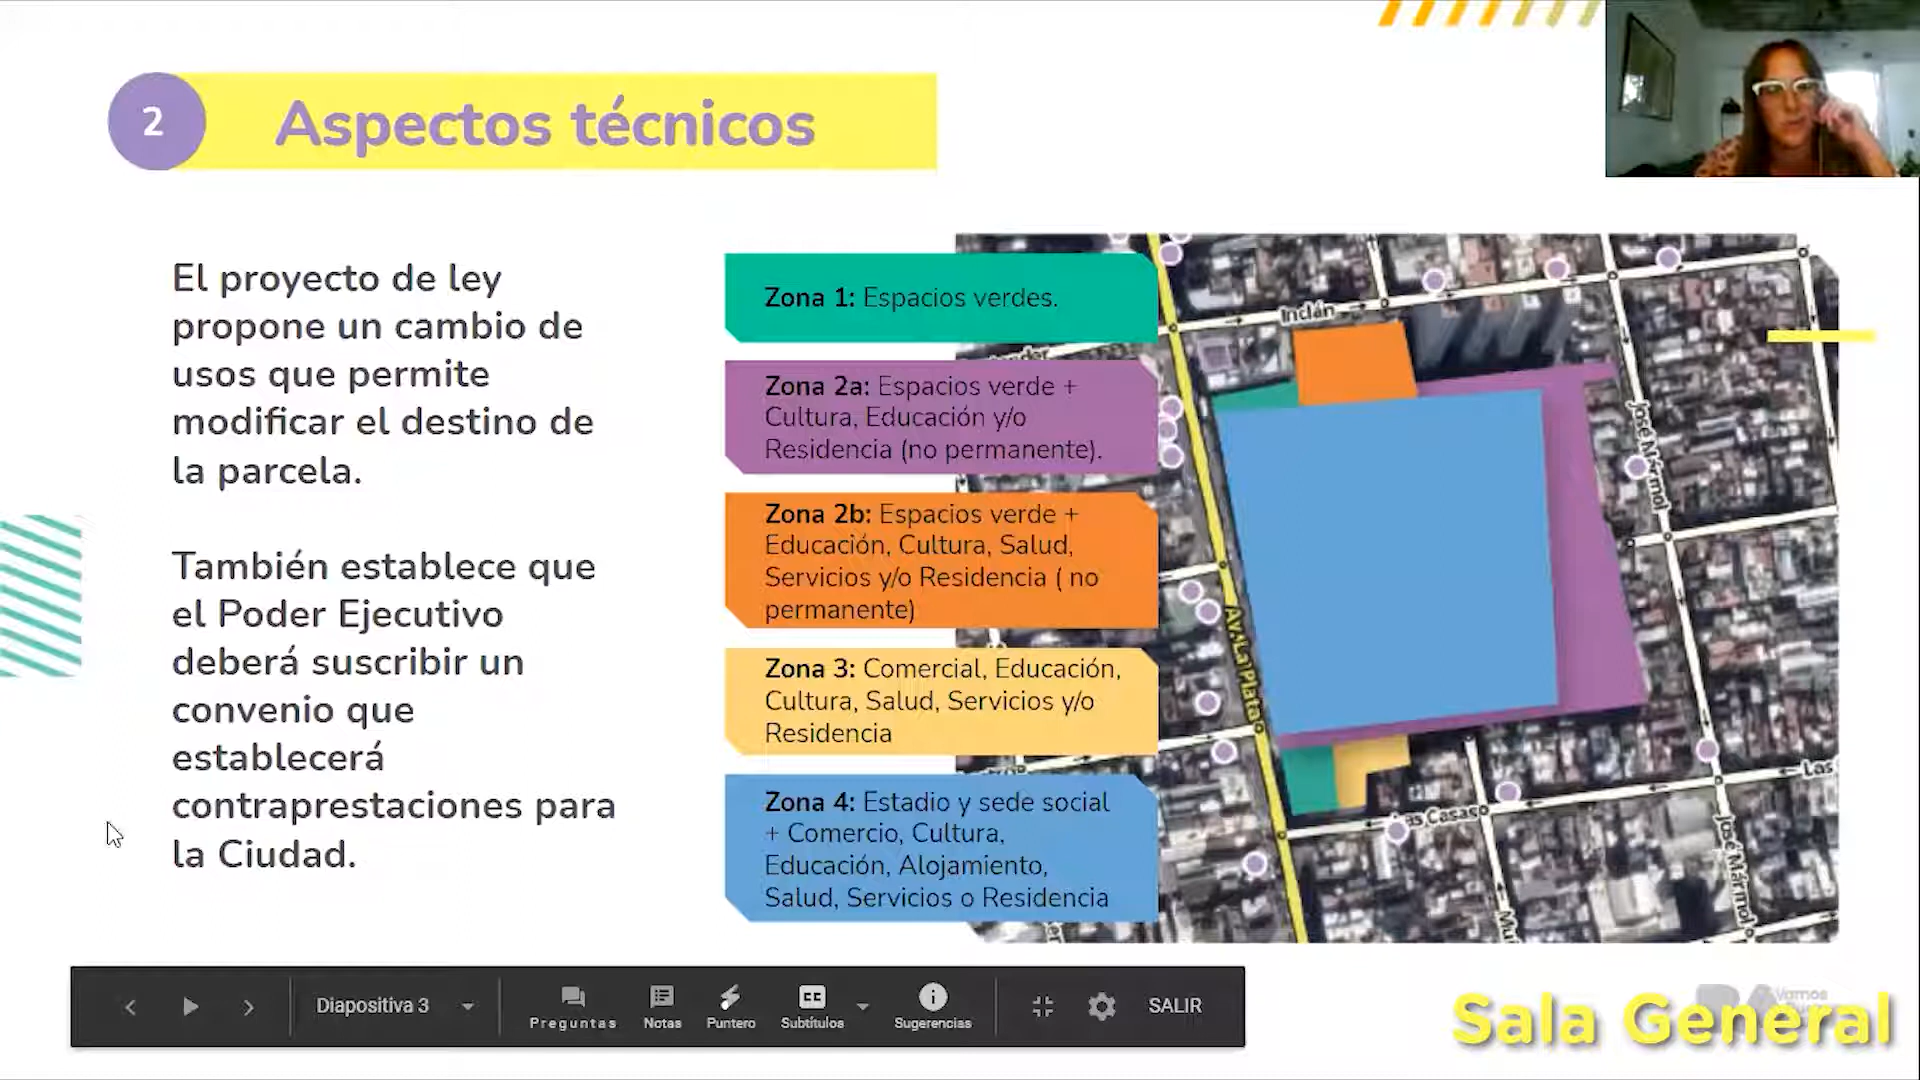 2
Aspectos técnicos
El proyecto de ley
propone un cambio de
usos que permite
modificar el destino de
la parcela.
También establece que
el Poder Ejecutivo
deberá suscribir un
convenio que
establecerá
contraprestaciones para
la Ciudad.
Zona 1: Espacios verdes.
Zona 2a: Espacios verde +
Cultura, Educación y/o
Residencia (no permanente).
Zona 2b: Espacios verde +
Educación, Cultura, Salud,
Servicios y/o Residencia ( no
permanente)
Zona 3: Comercial, Educación,
Cultura, Salud, Servicios y/o
Residencia
Zona 4: Estadio y sede social
+ Comercio, Cultura,
Educación, Alojamiento,
Salud, Servicios o Residencia
Inclán
José Mármol
Av. La Plata
Las
Las Casas
José Mármol
Diapositiva 3
Preguntas
Notas
Puntero
CC
Subtítulos
Sugerencias
SALIR
Vamos
Sala General